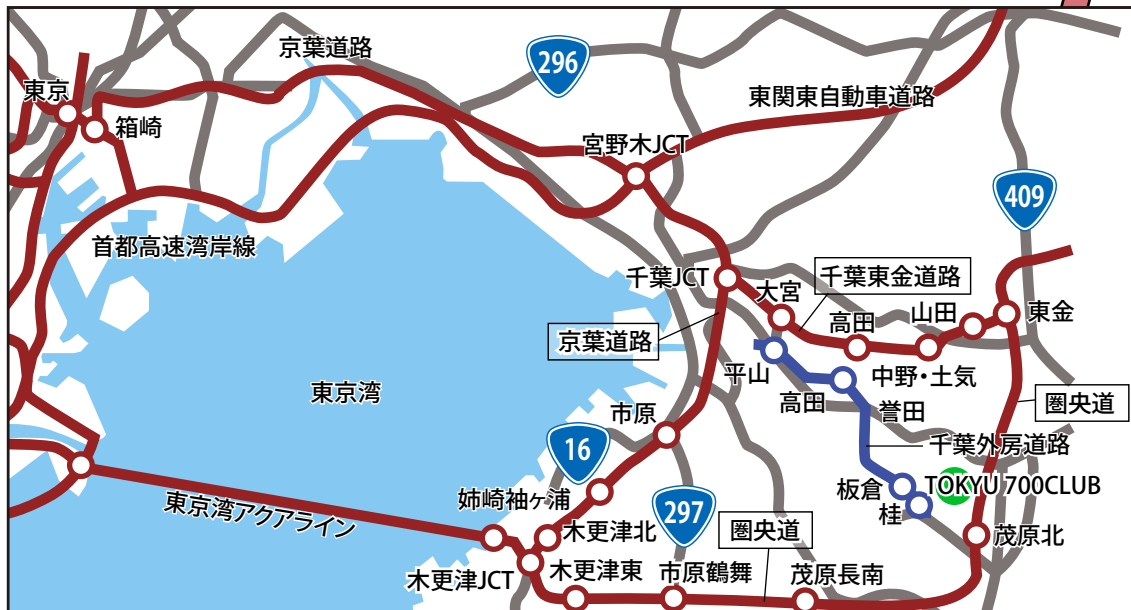 京葉道路
296
東京
東関東自動車道路
箱崎
宮野木JCT
409
首都高速湾岸線
千葉JCT
千葉東金道路
大宮
高田
山田
東金
京葉道路
平山
中野・土気
東京湾
高田
誉田
圏央道
市原
千葉外房道路
16
板倉
TOKYU 700CLUB
姉崎袖ヶ浦
桂
東京湾アクアライン
297
木更津北
圏央道
茂原北
木更津JCT
木更津東
市原鶴舞
茂原長南